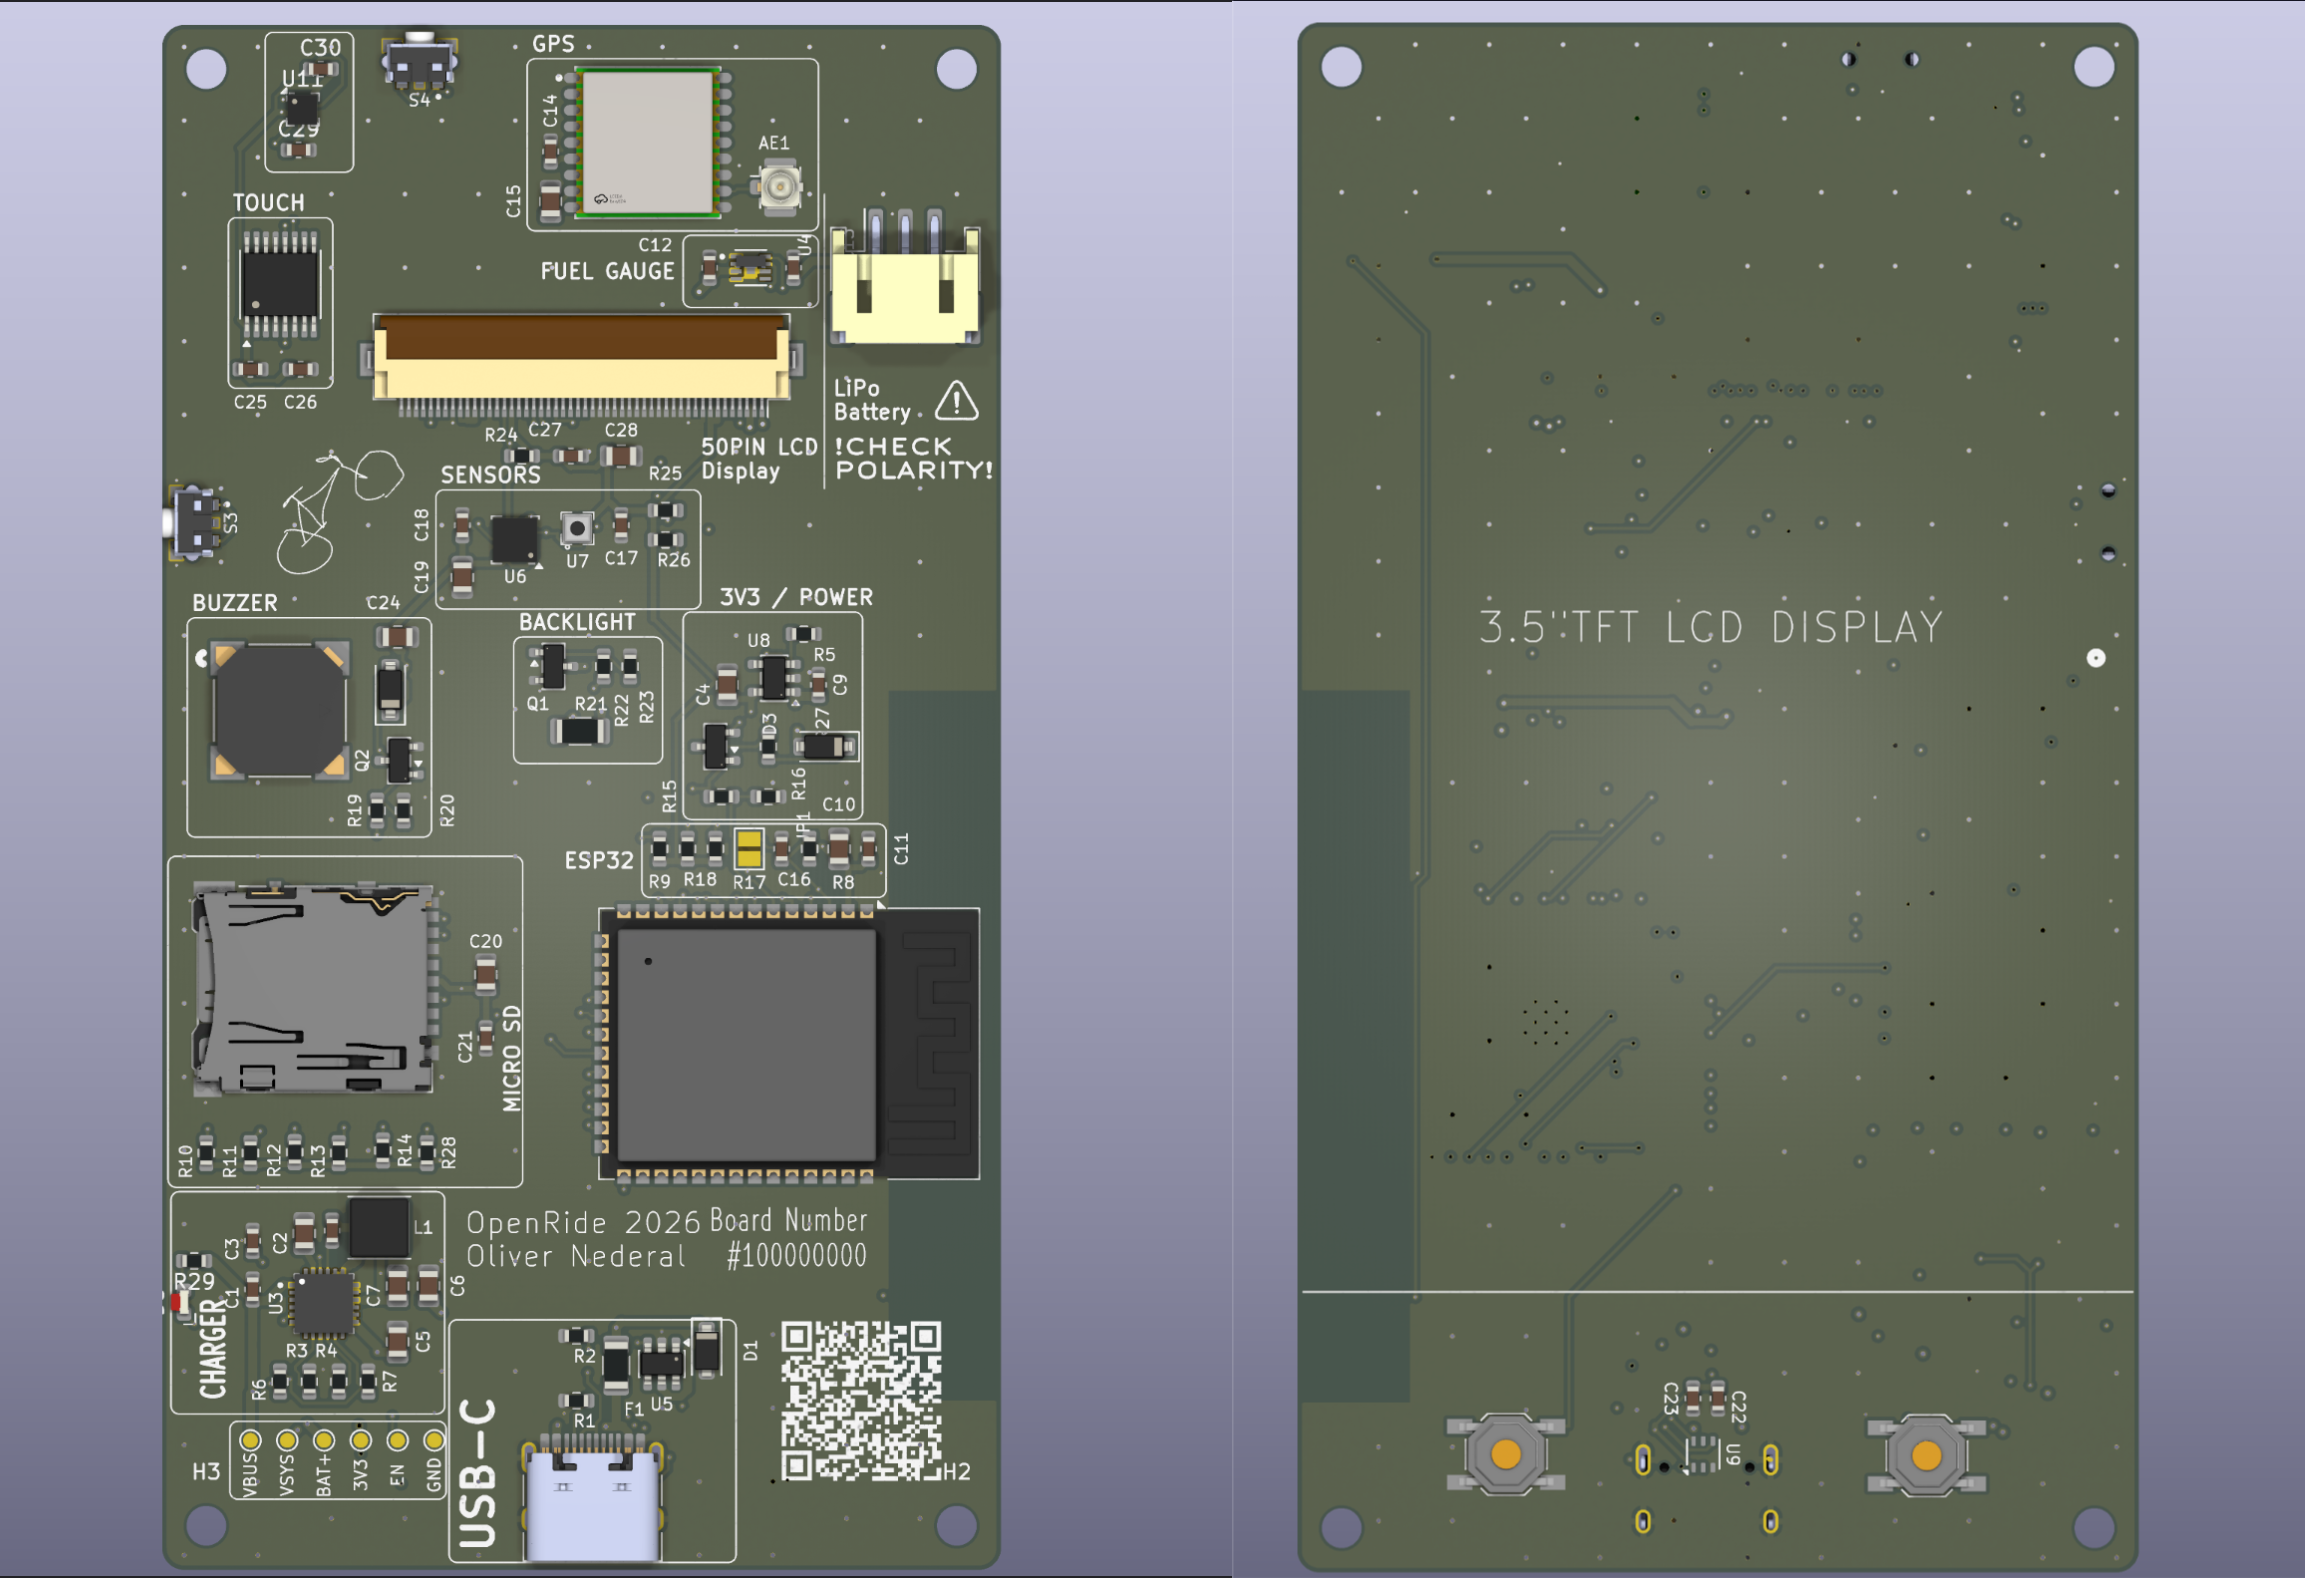 C30
U11
C29
S4
GPS
C14
C15
AE1
TOUCH
C25 C26
C12
U4
FUEL GAUGE
LiPo
Battery
!CHECK
POLARITY!
50PIN LCD
Display
R24
C27
C28
R25
SENSORS
C18
C19
U6
U7
C17
R26
S3
BUZZER
C24
Q2
R19
R20
BACKLIGHT
Q1
R21
R22
R23
3V3 / POWER
U8
R5
C4
C9
D3
R15
R16
C10
ESP32
R9
R18
R17
C16
R8
C11
C20
C21
MICRO SD
R10
R11
R12
R13
R14
R28
C3
C2
L1
R29
C1
U3
C7
C6
C5
CHARGER
R3 R4
R6
R7
OpenRide 2026
Oliver Nederal
Board Number
#100000000
H3
VBUS
VSYS
BAT+
3V3
EN
GND
USB-C
R2
R1
F1
U5
D1
H2
3.5"TFT LCD DISPLAY
C23
C22
U9